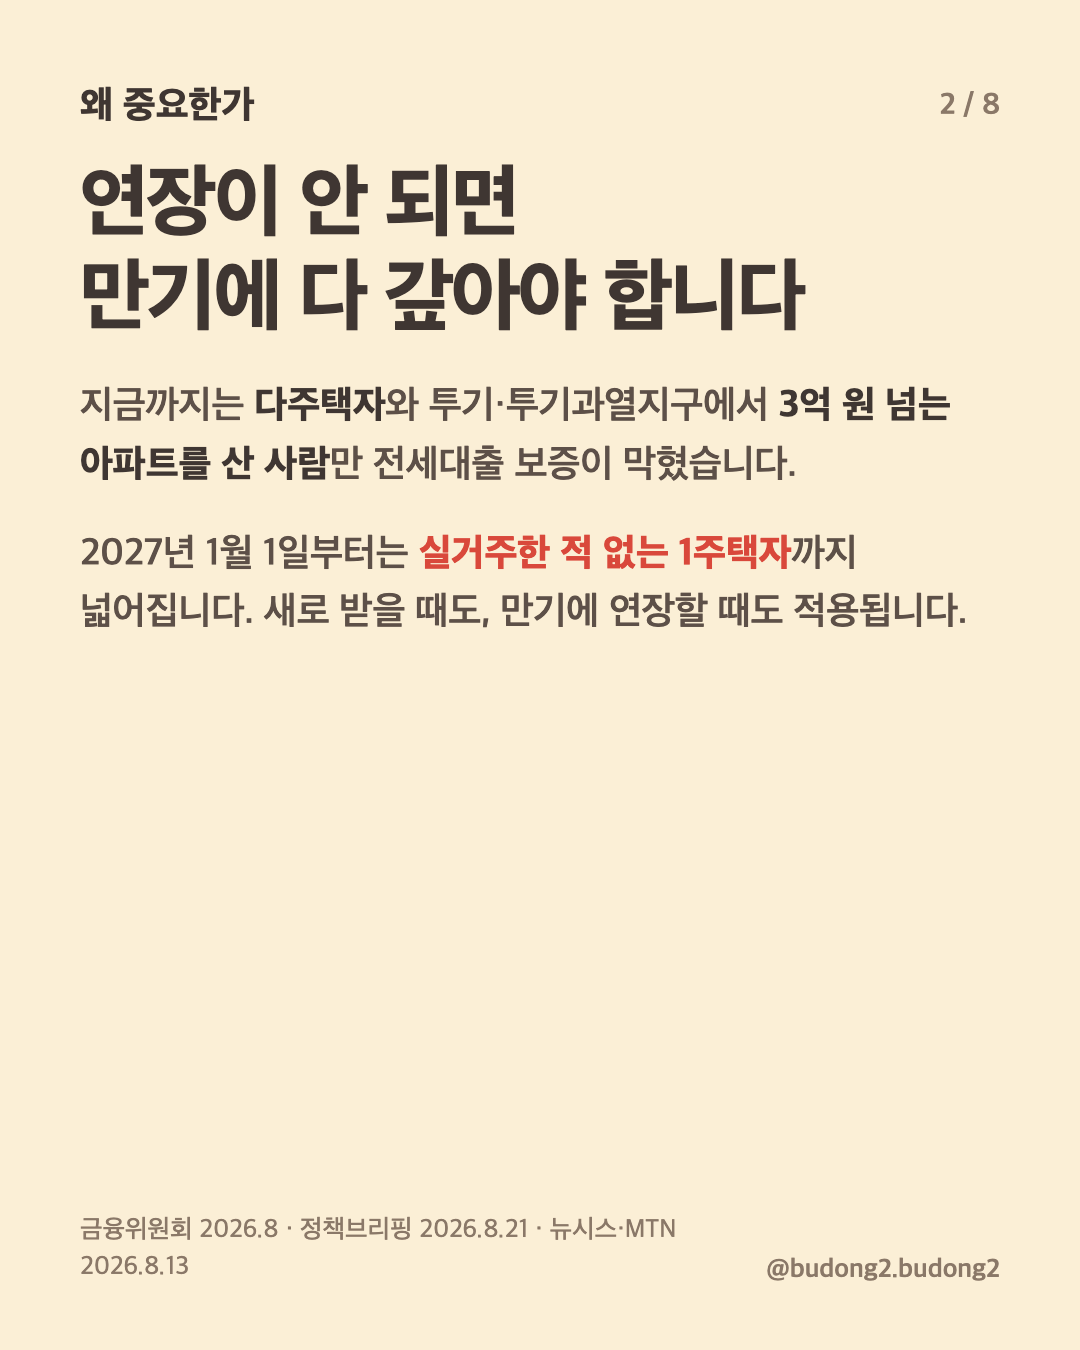 왜 중요한가
2 / 8
연장이 안 되면
만기에 다 갚아야 합니다
지금까지는 다주택자와 투기·투기과열지구에서 3억 원 넘는
아파트를 산 사람만 전세대출 보증이 막혔습니다.
2027년 1월 1일부터는 실거주한 적 없는 1주택자까지
넓어집니다. 새로 받을 때도, 만기에 연장할 때도 적용됩니다.
금융위원회 2026.8 · 정책브리핑 2026.8.21 · 뉴시스·MTN
2026.8.13
@budong2.budong2